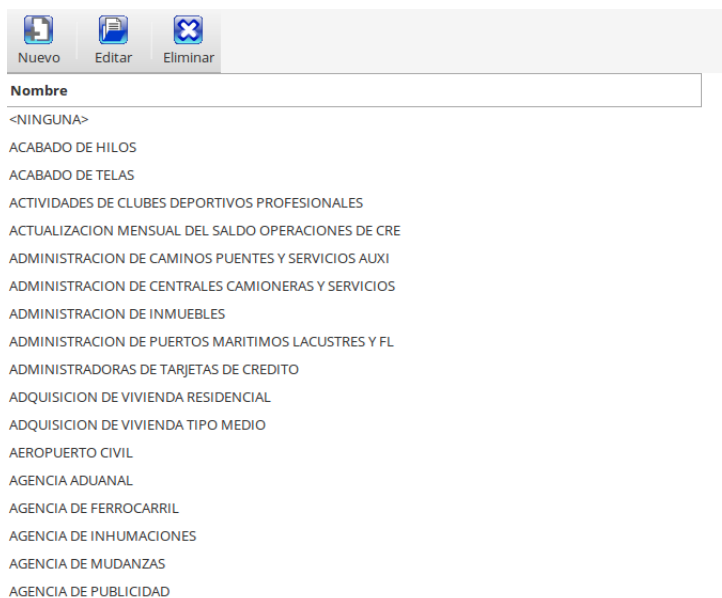 Nuevo Editar Eliminar
Nombre
<NINGUNA>
ACABADO DE HILOS
ACABADO DE TELAS
ACTIVIDADES DE CLUBES DEPORTIVOS PROFESIONALES
ACTUALIZACION MENSUAL DEL SALDO OPERACIONES DE CRE
ADMINISTRACION DE CAMINOS PUENTES Y SERVICIOS AUXI
ADMINISTRACION DE CENTRALES CAMIONERAS Y SERVICIOS
ADMINISTRACION DE INMUEBLES
ADMINISTRACION DE PUERTOS MARITIMOS LACUSTRES Y FL
ADMINISTRADORAS DE TARJETAS DE CREDITO
ADQUISICION DE VIVIENDA RESIDENCIAL
ADQUISICION DE VIVIENDA TIPO MEDIO
AEROPUERTO CIVIL
AGENCIA ADUANAL
AGENCIA DE FERROCARRIL
AGENCIA DE INHUMACIONES
AGENCIA DE MUDANZAS
AGENCIA DE PUBLICIDAD